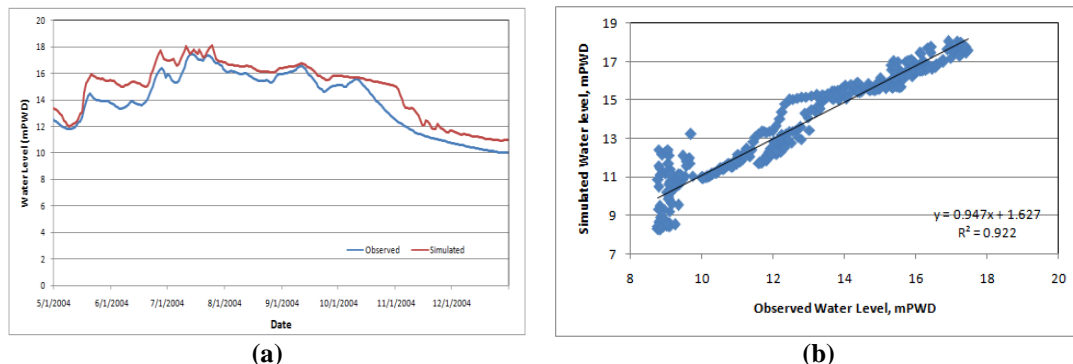 20
18
16
14
12
10
8
6
4
2
0
Water Level (mPWD)
Observed
Simulated
5/1/2004 6/1/2004 7/1/2004 8/1/2004 9/1/2004 10/1/2004 11/1/2004 12/1/2004
Date
(a)
19
17
15
13
11
9
7
Simulated Water level, mPWD
y = 0.947x + 1.627
R² = 0.922
8 10 12 14 16 18 20
Observed Water Level, mPWD
(b)